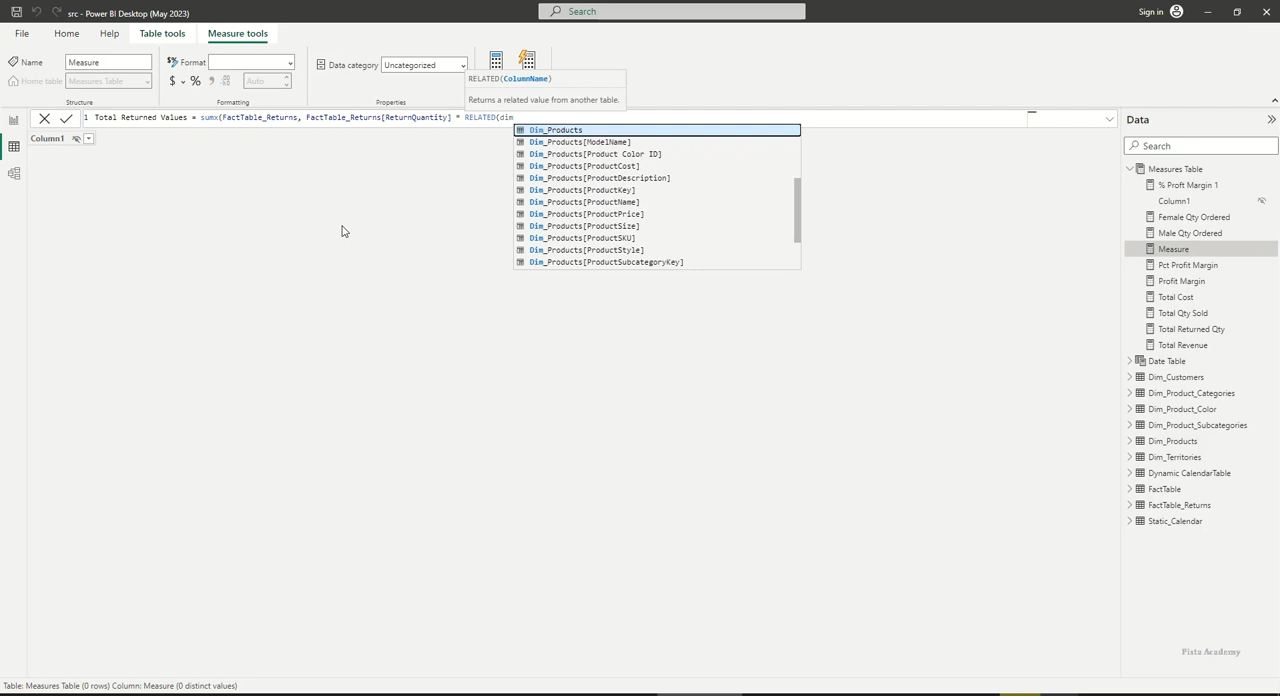 src - Power BI Desktop (May 2023)
Search
Sign in
File
Home
Help
Table tools
Measure tools
Name
Measure
Home table
Measures Table
Structure
Format
$ % 9 Auto
Formatting
Data category
Uncategorized
Properties
RELATED(ColumnName)
Returns a related value from another table.
1 Total Returned Values = sumx(FactTable_Returns, FactTable_Returns[ReturnQuantity] * RELATED(dim
Column1
Dim_Products
Dim_Products[ModelName]
Dim_Products[Product Color ID]
Dim_Products[ProductCost]
Dim_Products[ProductDescription]
Dim_Products[ProductKey]
Dim_Products[ProductName]
Dim_Products[ProductPrice]
Dim_Products[ProductSize]
Dim_Products[ProductSKU]
Dim_Products[ProductStyle]
Dim_Products[ProductSubcategoryKey]
Data
Search
Measures Table
% Proft Margin 1
Column1
Female Qty Ordered
Male Qty Ordered
Measure
Pct Profit Margin
Profit Margin
Total Cost
Total Qty Sold
Total Returned Qty
Total Revenue
Date Table
Dim_Customers
Dim_Product_Categories
Dim_Product_Color
Dim_Product_Subcategories
Dim_Products
Dim_Territories
Dynamic CalendarTable
FactTable
FactTable_Returns
Static_Calendar
Pista Academy
Table: Measures Table (0 rows) Column: Measure (0 distinct values)